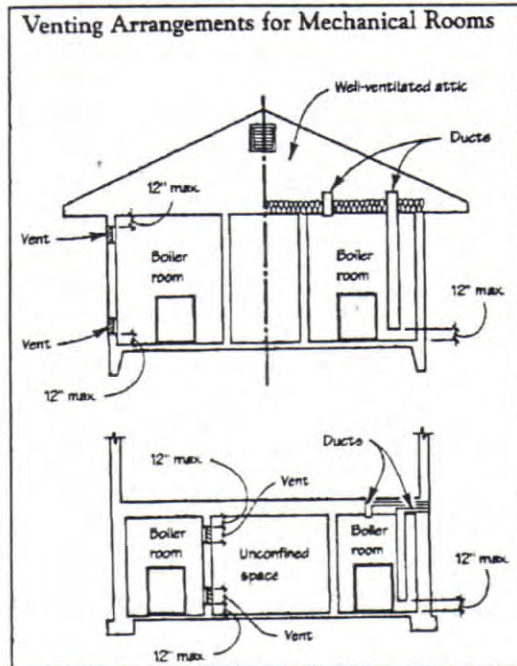 Venting Arrangements for Mechanical Rooms
Well-ventilated attic
Ducts
12" max.
Vent
Boiler
room
Boiler
room
12" max.
Vent
12" max.
Ducts
12" max.
Vent
Boiler
room
Unconfined
space
Boiler
room
12" max.
Vent
12" max.